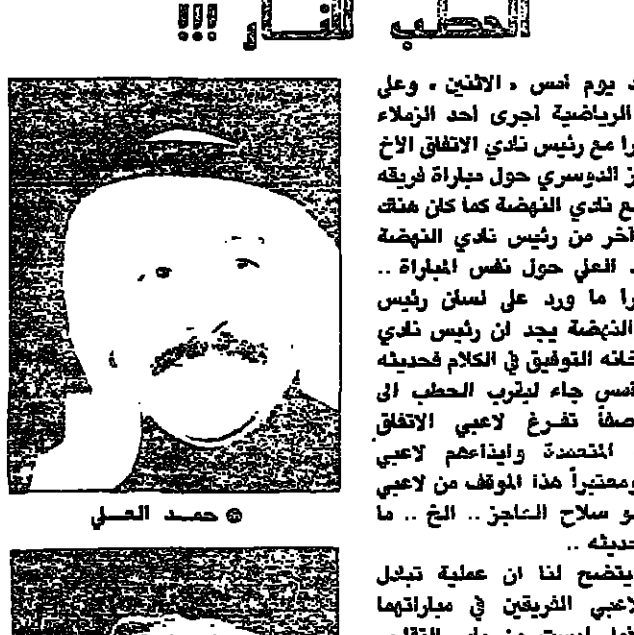 الحطب
يوم أمس ، الاثنين ، وعلى
الرياضية أجرى أحد الزملاء
را مع رئيس نادي الاتفاق الأخ
ز الدوسري حول مباراة فريقه
مع نادي النهضة كما كان هناك
آخر من رئيس نادي النهضة
العلي حول نفس المباراة ..
را ما ورد على لسان رئيس
النهضة يجد ان رئيس نادي
خانه التوفيق في الكلام فحديثه
أمس جاء ليقرب الحطب الى
صفاً تفرغ لاعبي الاتفاق
المتعمدة وايذاءهم لاعبي
ومعتبراً هذا الموقف من لاعبي
هو سلاح العاجز .. الخ .. ما
حديثه ..
يتضح لنا ان عملية تبادل
لاعبي الفريقين في مباراتهما
حمد العلي